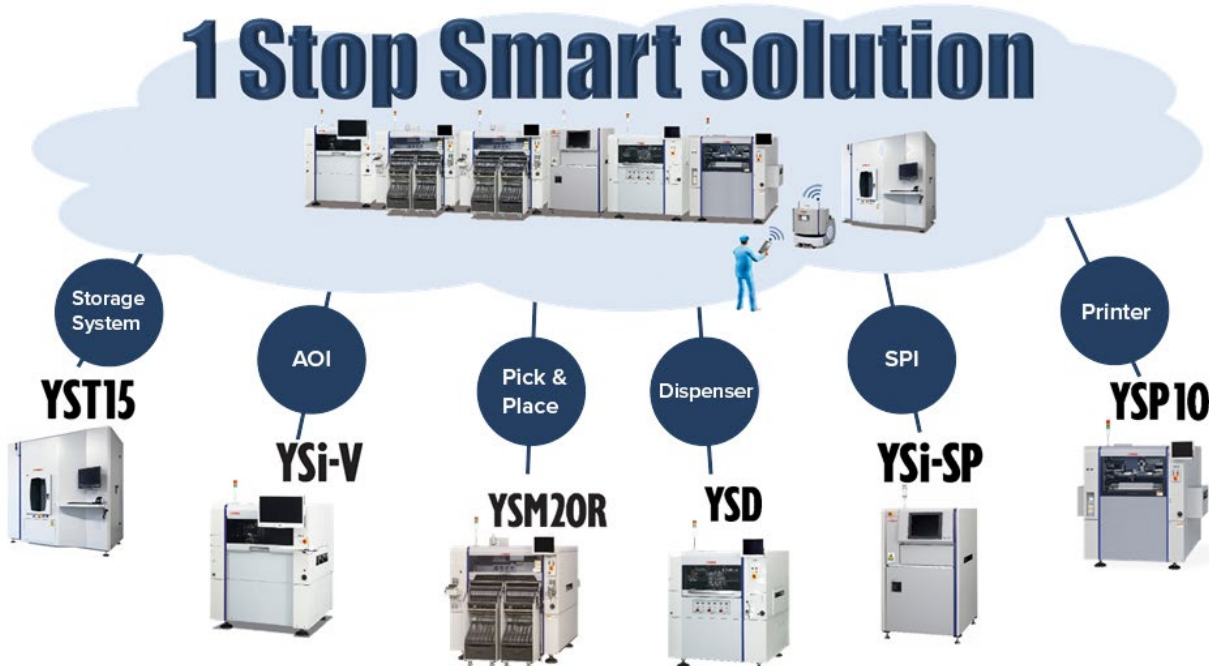 1 Stop Smart Solution
Storage
System
YST15
AOI
YSi-V
Pick &
Place
YSM20R
Dispenser
YSD
SPI
YSi-SP
Printer
YSP10